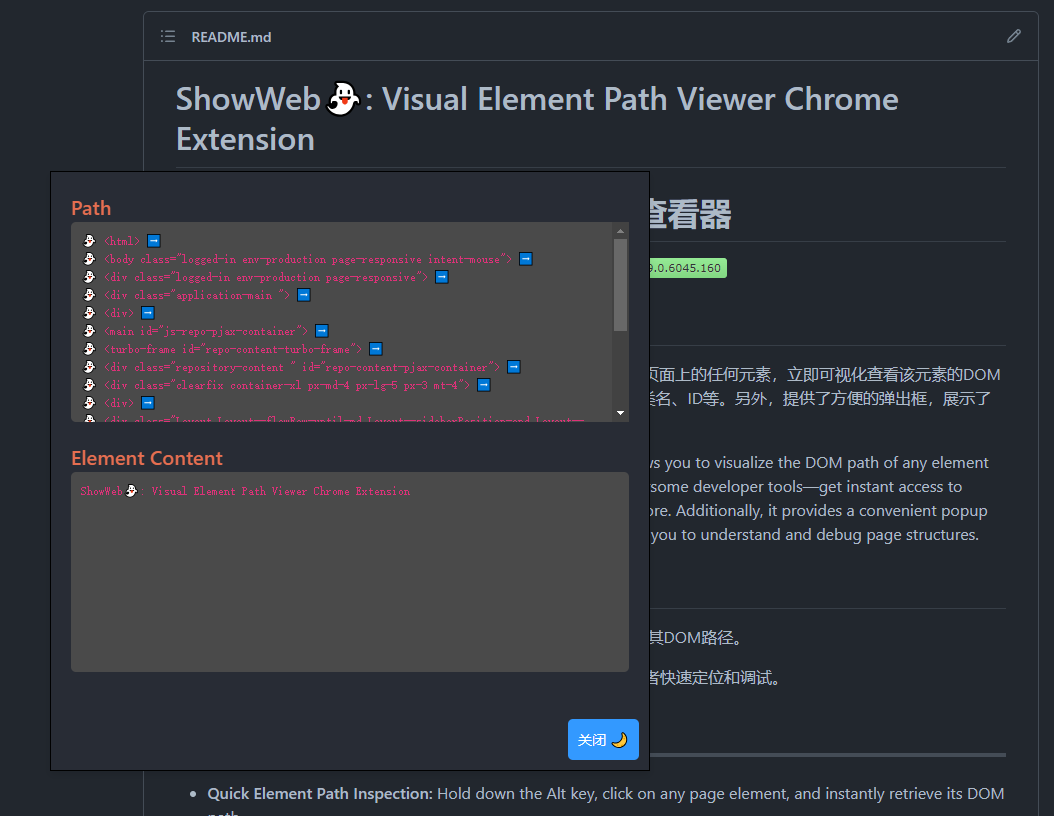 README.md
ShowWeb👻: Visual Element Path Viewer Chrome
Extension
查看器
9.0.6045.160
页面上的任何元素，立即可视化查看该元素的DOM
名、ID等。另外，提供了方便的弹出框，展示了
ws you to visualize the DOM path of any element
some developer tools—get instant access to
ore. Additionally, it provides a convenient popup
you to understand and debug page structures.
其DOM路径。
者快速定位和调试。
Path
👻 <html> ➡
👻 <body class="logged-in env-production page-responsive intent-mouse"> ➡
👻 <div class="logged-in env-production page-responsive"> ➡
👻 <div class="application-main "> ➡
👻 <div> ➡
👻 <main id="js-repo-pjax-container"> ➡
👻 <turbo-frame id="repo-content-turbo-frame"> ➡
👻 <div class="repository-content " id="repo-content-pjax-container"> ➡
👻 <div class="clearfix container-xl px-md-4 px-lg-5 px-3 mt-4"> ➡
👻 <div> ➡
Element Content
ShowWeb👻: Visual Element Path Viewer Chrome Extension
关闭 🌙
• Quick Element Path Inspection: Hold down the Alt key, click on any page element, and instantly retrieve its DOM
path